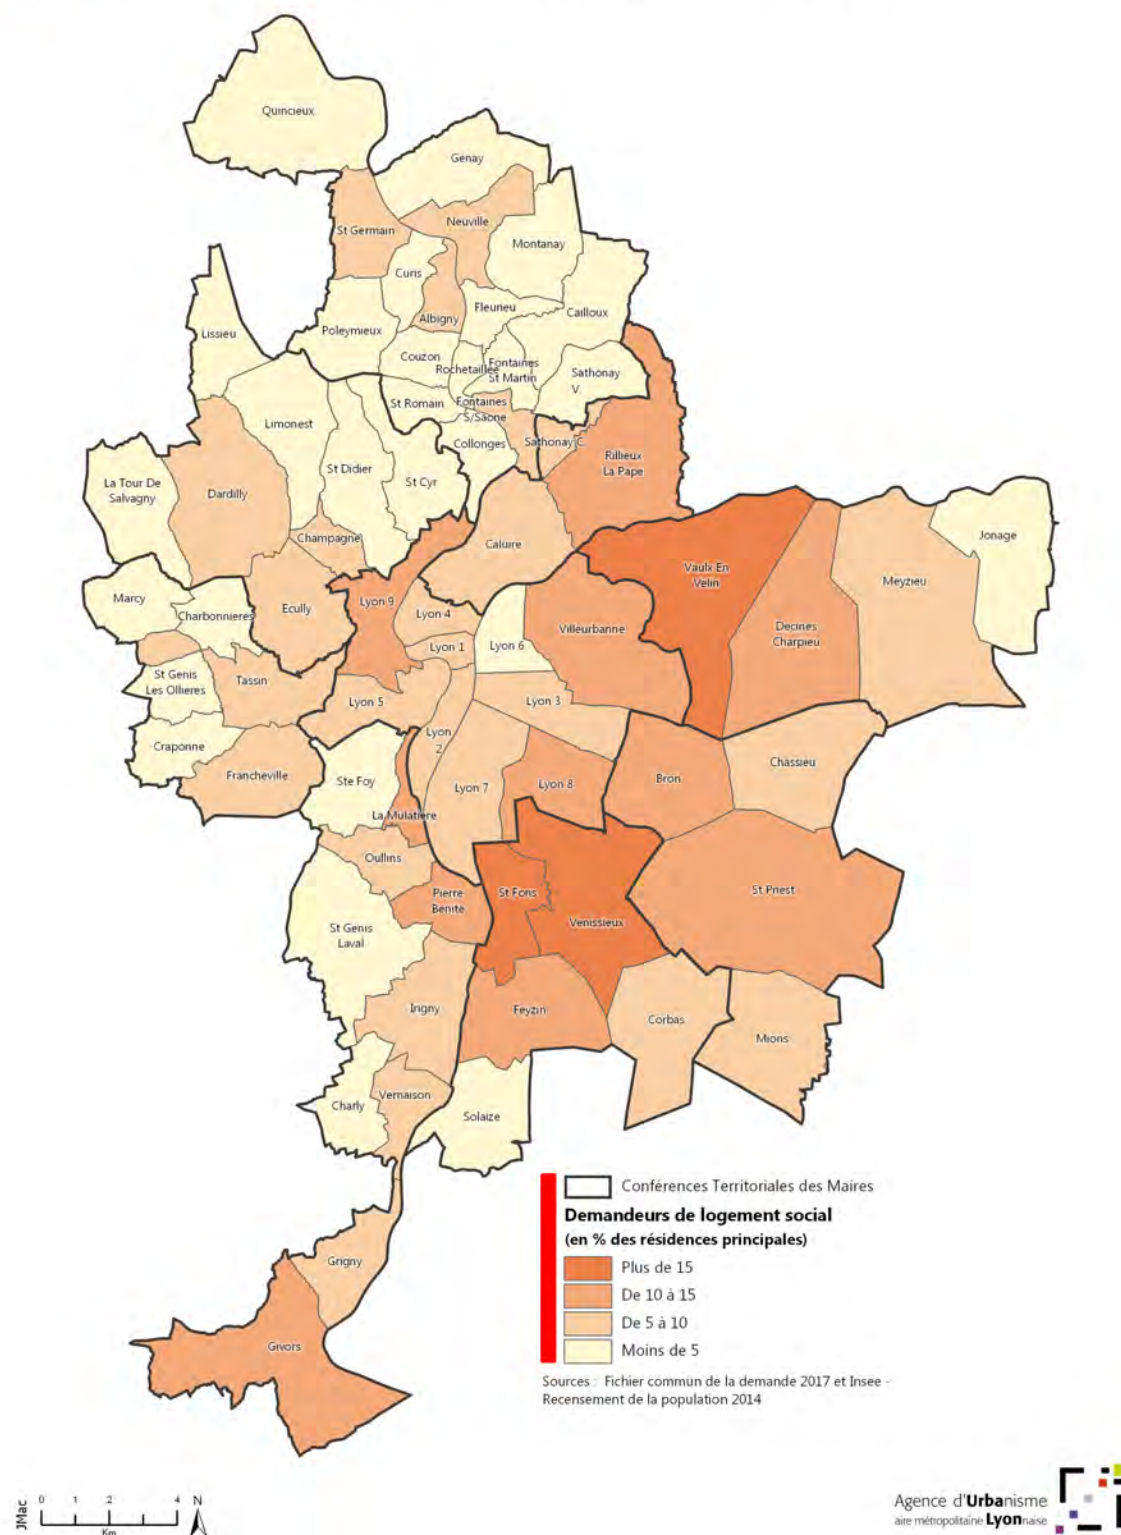 Quincieux
Genay
Neuville
St Germain
Montanay
Curis
Fleurieu
Cailloux
Albigny
Lissieu
Poleymieux
Couzon
Rochetaillée
Fontaines
St Martin
Sathonay
V.
St Romain
Fontaines
S/Saone
Limonest
Collonges
Sathonay C.
Rillieux
La Pape
St Didier
St Cyr
La Tour De
Salvagny
Dardilly
Champagne
Caluire
Jonage
Vaulx En
Velin
Meyzieu
Marcy
Charbonnieres
Ecully
Lyon 9
Lyon 4
Villeurbanne
Decines
Charpieu
Lyon 1
Lyon 6
St Genis
Les Ollieres
Tassin
Lyon 5
Lyon 3
Lyon
2
Craponne
Francheville
Ste Foy
Lyon 7
Lyon 8
Bron
Chassieu
La Mulatiere
Oullins
Pierre
Benite
St Fons
St Priest
St Genis
Laval
Venissieux
Irigny
Feyzin
Corbas
Mions
Charly
Vernaison
Solaize
Grigny
Givors
Conférences Territoriales des Maires
Demandeurs de logement social
(en % des résidences principales)
Plus de 15
De 10 à 15
De 5 à 10
Moins de 5
Sources : Fichier commun de la demande 2017 et Insee -
Recensement de la population 2014
JMac
0 1 2 4
Km
N
Agence d'Urbanisme
aire métropolitaine Lyonnaise